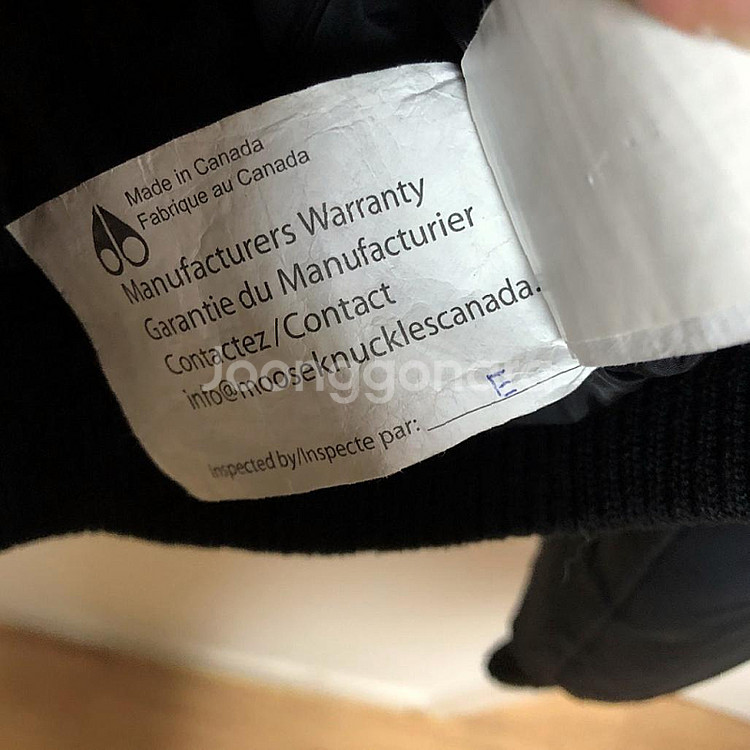 Made in Canada
Fabrique au Canada
Manufacturers Warranty
Garantie du Manufacturier
Contactez/Contact
info@mooseknucklescanada.
Inspected by/Inspecte par: E
Joonggona